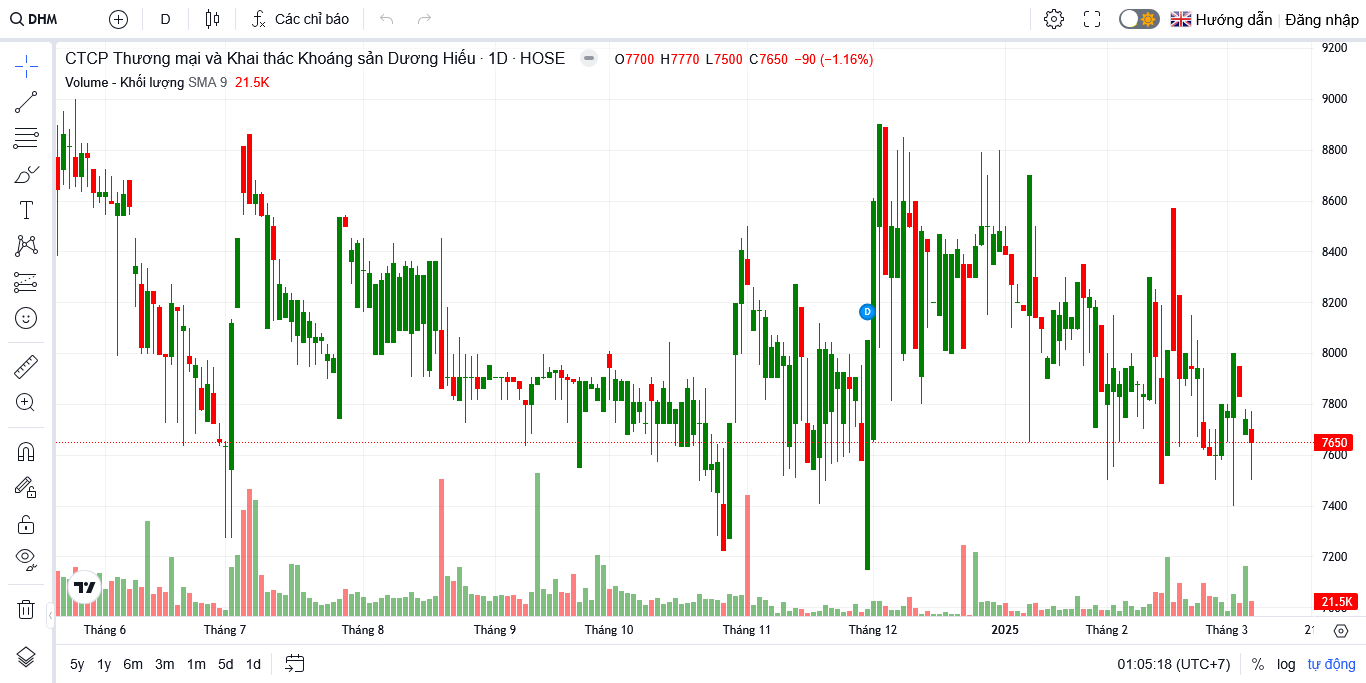 DHM D Các chỉ báo Hướng dẫn Đăng nhập
CTCP Thương mại và Khai thác Khoáng sản Dương Hiếu · 1D · HOSE O7700 H7770 L7500 C7650 −90 (−1.16%)
Volume - Khối lượng SMA 9 21.5K
9200
9000
8800
8600
8400
8200
8000
7800
7650
7600
7400
7200
21.5K
D
Tháng 6 Tháng 7 Tháng 8 Tháng 9 Tháng 10 Tháng 11 Tháng 12 2025 Tháng 2 Tháng 3
5y 1y 6m 3m 1m 5d 1d 01:05:18 (UTC+7) % log tự động